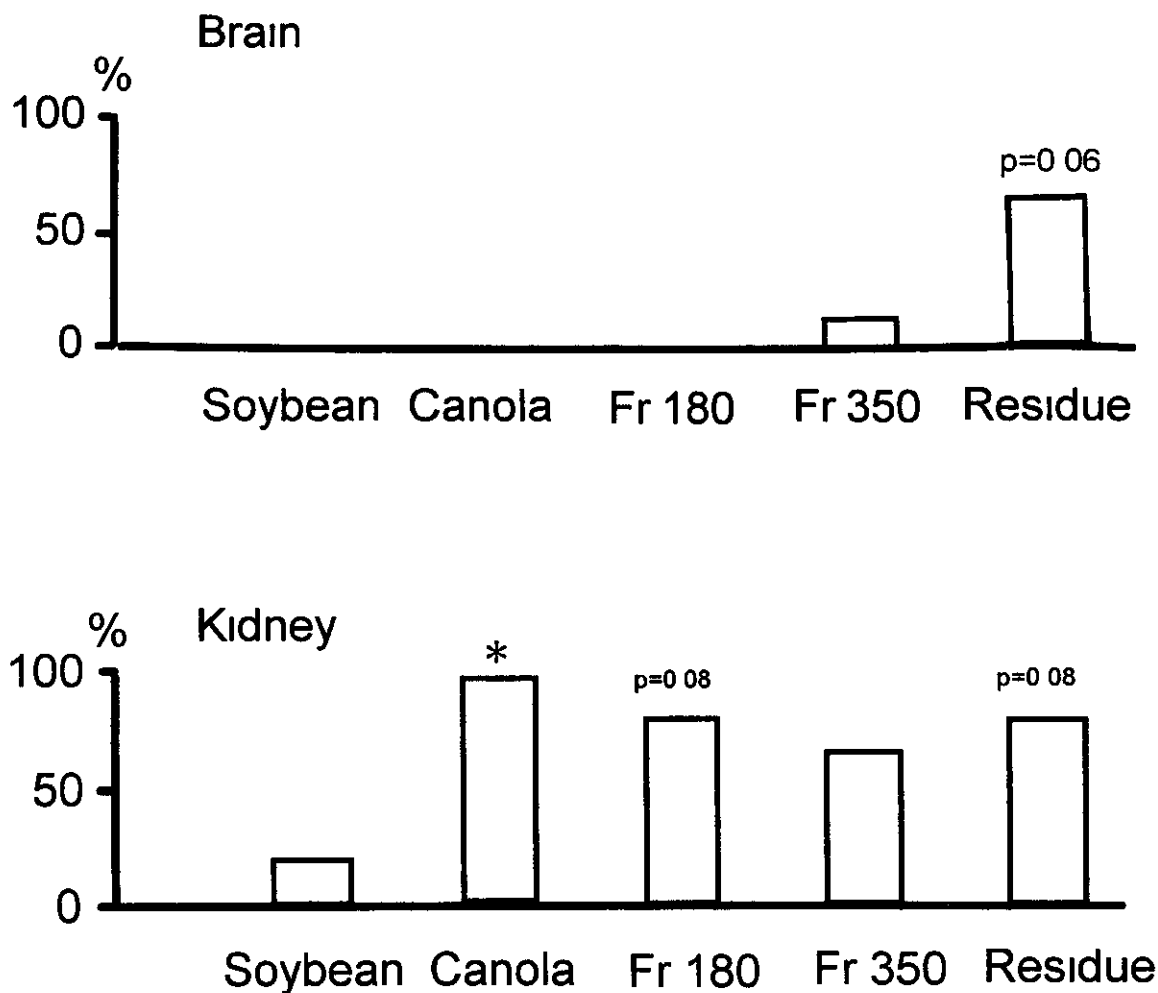 Brain
%
100
p=0 06
50
0
Soybean Canola Fr 180 Fr 350 Residue
Kidney
%
100
*
p=0 08
p=0 08
50
0
Soybean Canola Fr 180 Fr 350 Residue